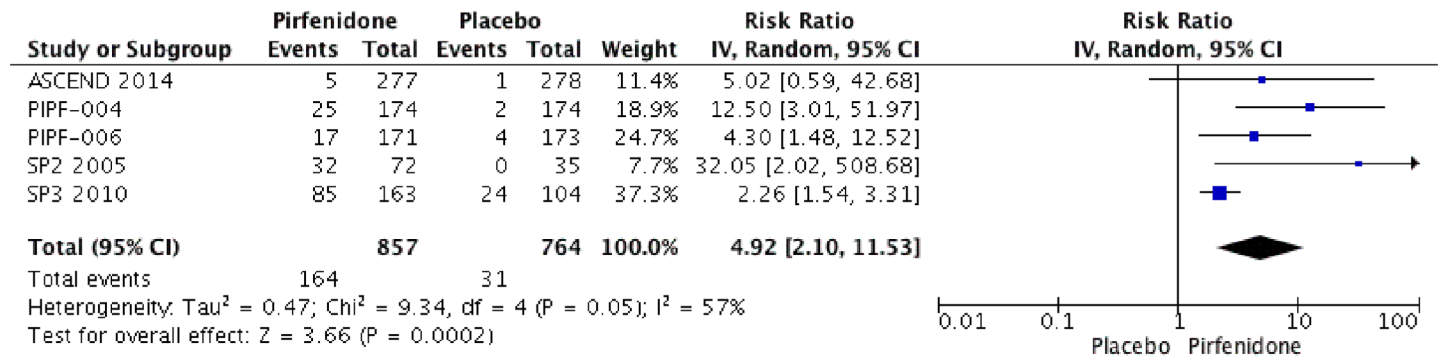 Pirfenidone Placebo Risk Ratio Risk Ratio
Study or Subgroup Events Total Events Total Weight IV, Random, 95% CI IV, Random, 95% CI
ASCEND 2014 5 277 1 278 11.4% 5.02 [0.59, 42.68]
PIPF-004 25 174 2 174 18.9% 12.50 [3.01, 51.97]
PIPF-006 17 171 4 173 24.7% 4.30 [1.48, 12.52]
SP2 2005 32 72 0 35 7.7% 32.05 [2.02, 508.68]
SP3 2010 85 163 24 104 37.3% 2.26 [1.54, 3.31]
Total (95% CI) 857 764 100.0% 4.92 [2.10, 11.53]
Total events 164 31
Heterogeneity: Tau² = 0.47; Chi² = 9.34, df = 4 (P = 0.05); I² = 57%
Test for overall effect: Z = 3.66 (P = 0.0002)
0.01 0.1 1 10 100
Placebo Pirfenidone